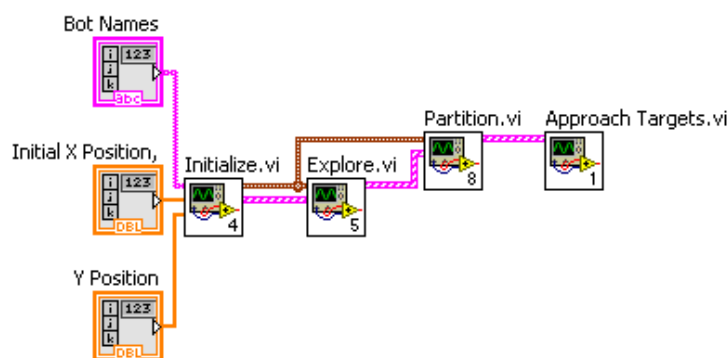 Bot Names
i
j
k
123
abc
Initial X Position,
i
j
k
123
DBL
Y Position
i
j
k
123
DBL
Initialize.vi
4
Explore.vi
5
Partition.vi
8
Approach Targets.vi
1